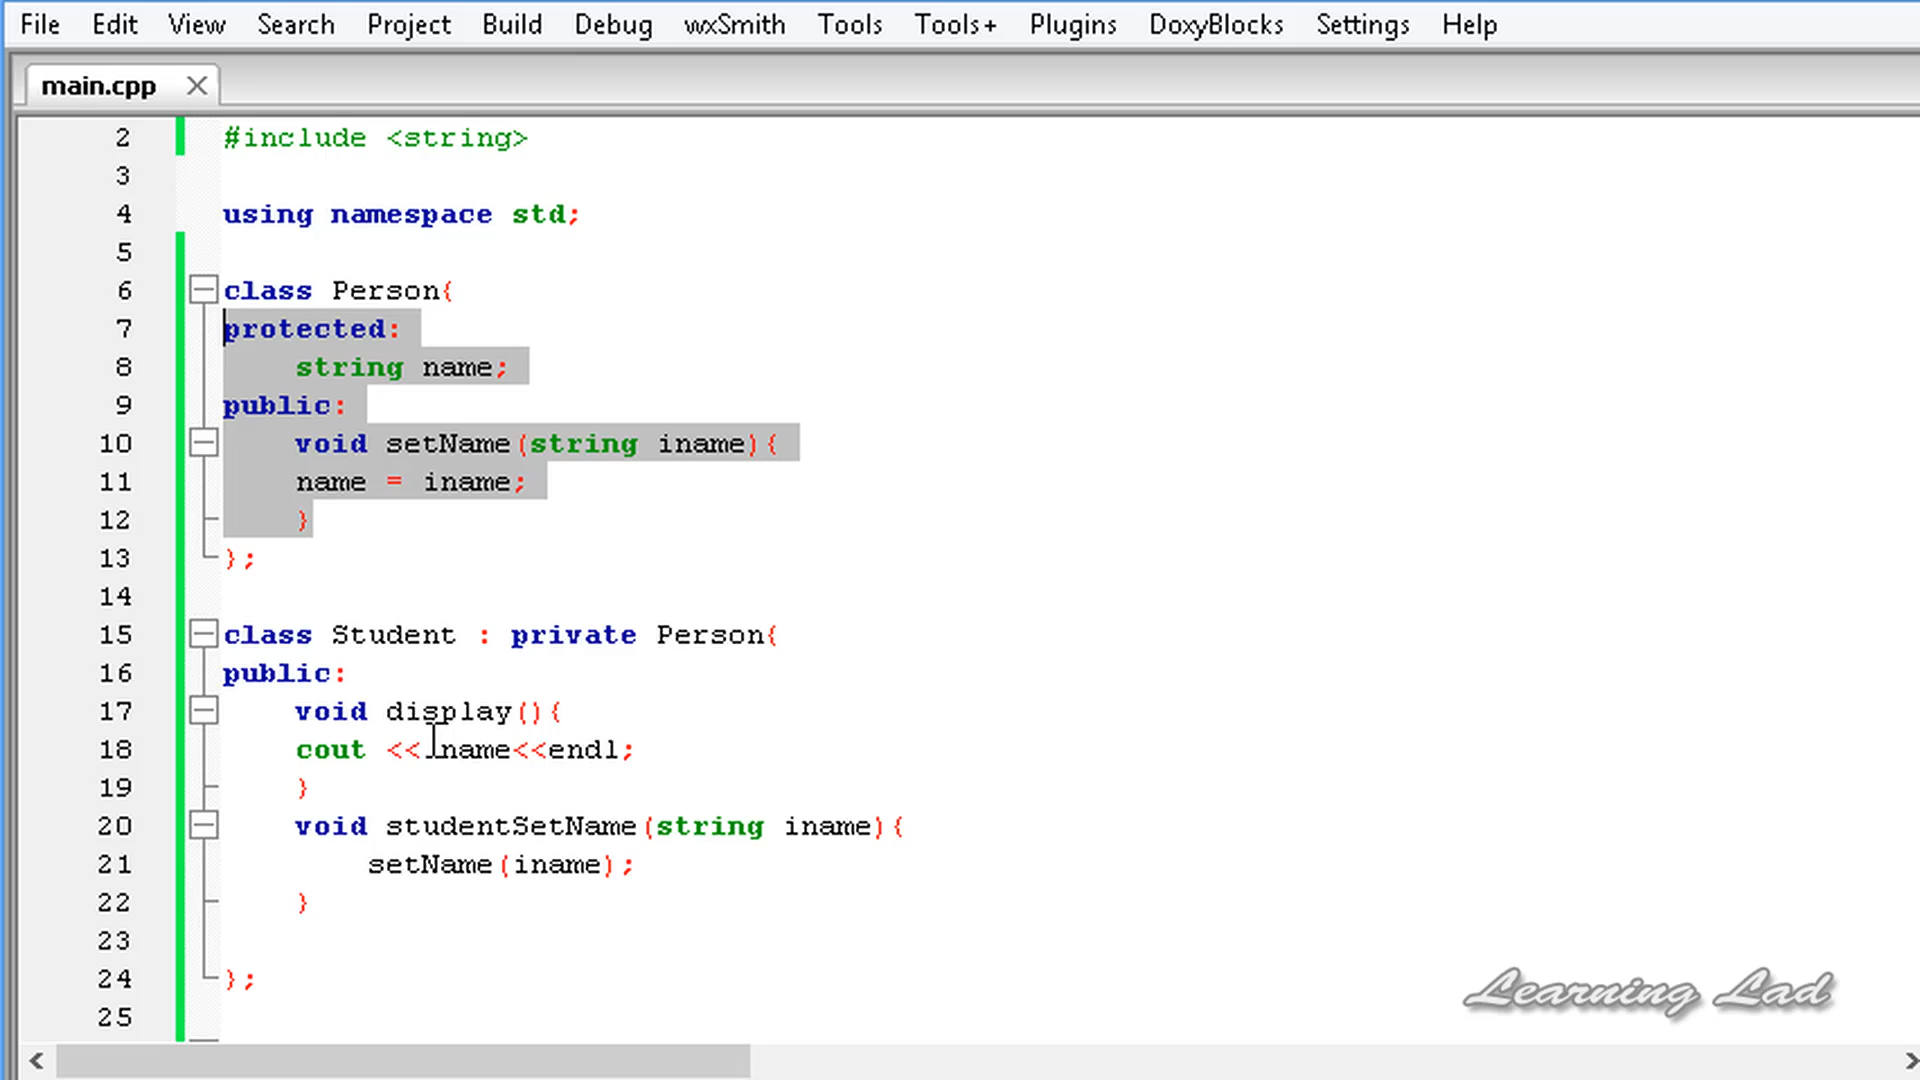 File Edit View Search Project Build Debug wxSmith Tools Tools+ Plugins DoxyBlocks Settings Help
main.cpp
2 #include <string>
3
4 using namespace std;
5
6 class Person{
7 protected:
8 string name;
9 public:
10 void setName(string iname){
11 name = iname;
12 }
13 };
14
15 class Student : private Person{
16 public:
17 void display(){
18 cout << name<<endl;
19 }
20 void studentSetName(string iname){
21 setName(iname);
22 }
23
24 };
25
Learning Lad